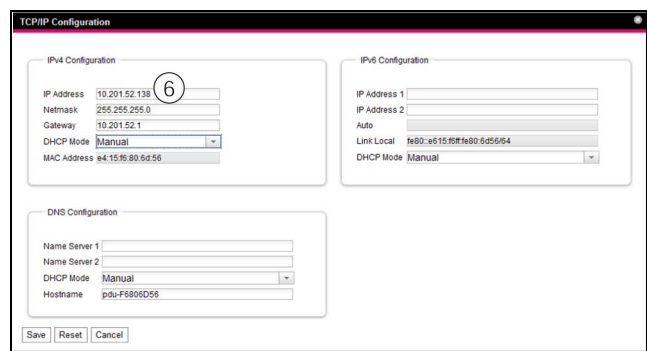 TCP/IP Configuration
IPv4 Configuration
IP Address 10.201.52.138
6
Netmask 255.255.255.0
Gateway 10.201.52.1
DHCP Mode Manual
MAC Address e4:15:f6:80:6d:56
IPv6 Configuration
IP Address 1
IP Address 2
Auto
Link Local fe80::e615:f6ff:fe80:6d56/64
DHCP Mode Manual
DNS Configuration
Name Server 1
Name Server 2
DHCP Mode Manual
Hostname pdu-F6806D56
Save Reset Cancel